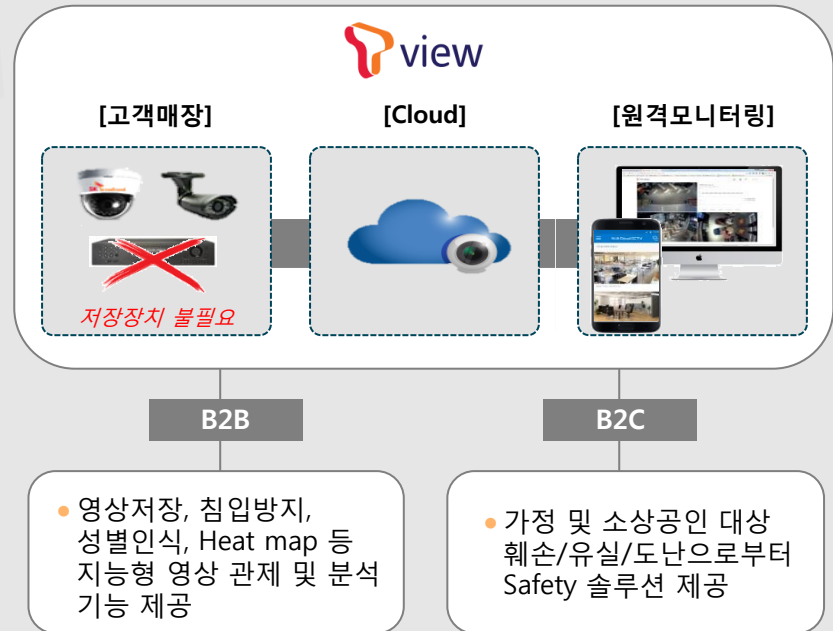 T view
[고객매장]
[Cloud]
[원격모니터링]
저장장치 불필요
B2B
B2C
영상저장, 침입방지,
성별인식, Heat map 등
지능형 영상 관제 및 분석
기능 제공
가정 및 소상공인 대상
훼손/유실/도난으로부터
Safety 솔루션 제공